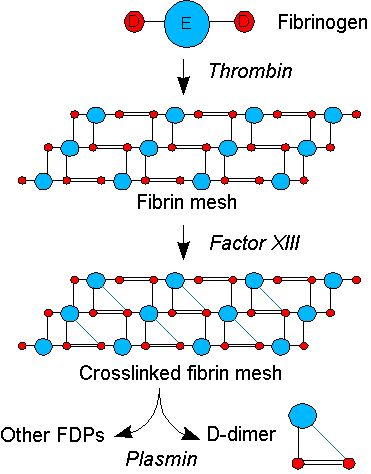 D E D Fibrinogen
Thrombin
Fibrin mesh
Factor XIII
Crosslinked fibrin mesh
Other FDPs D-dimer
Plasmin